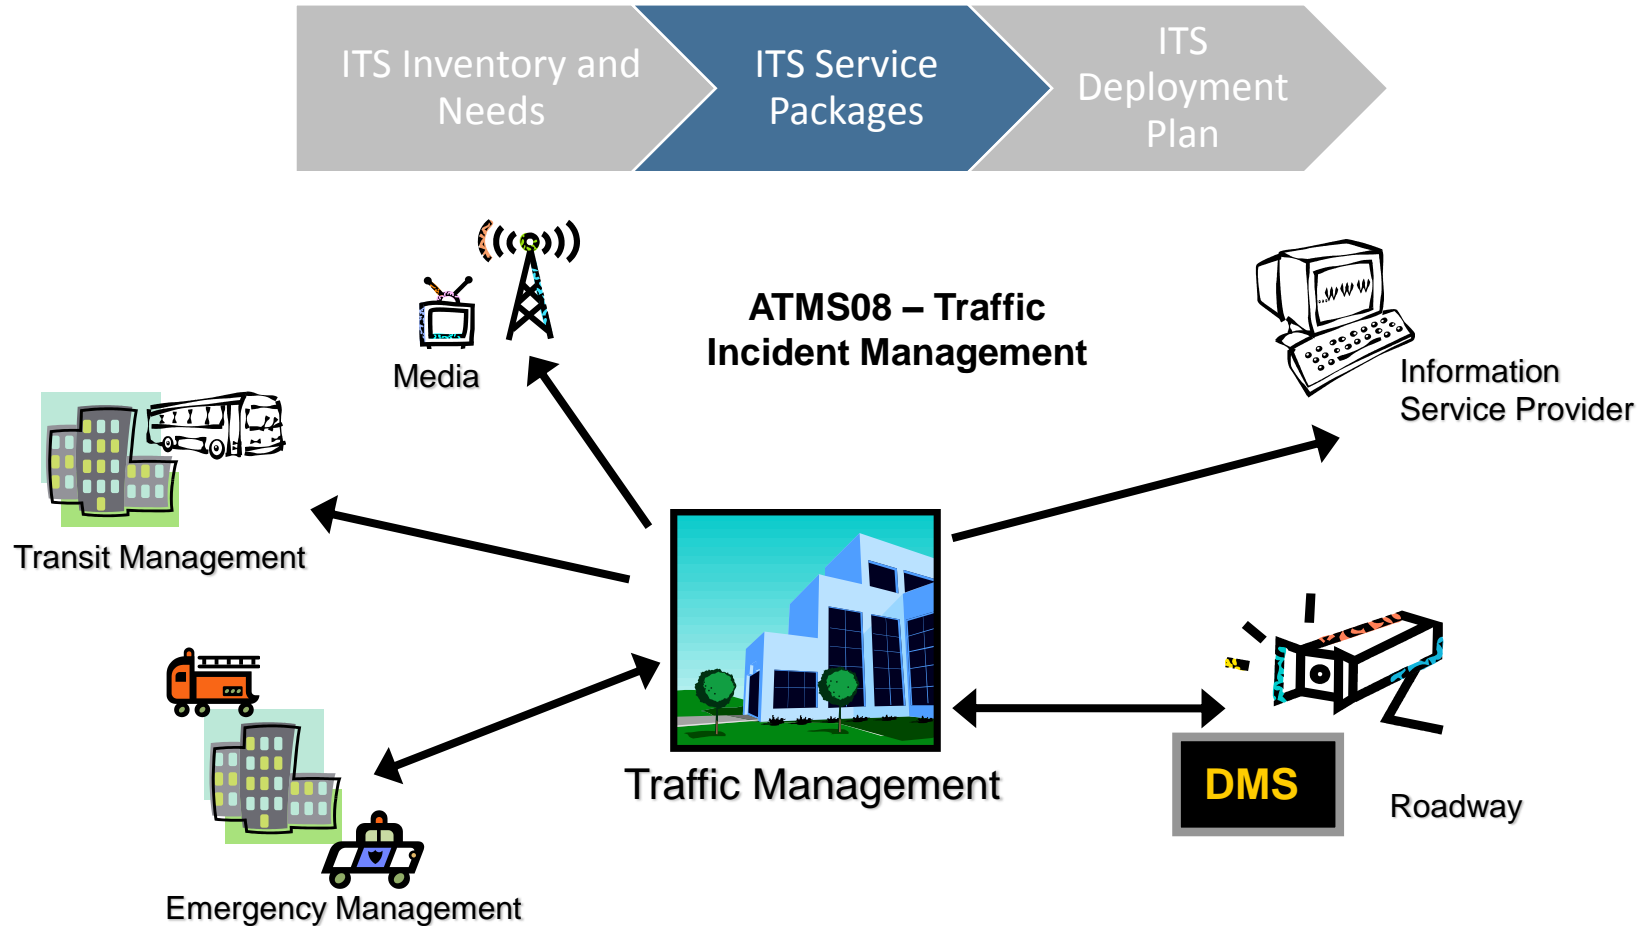 ITS Inventory and
Needs
ITS Service
Packages
ITS
Deployment
Plan
ATMS08 – Traffic
Incident Management
Media
...WWW
Information
Service Provider
Transit Management
Traffic Management
DMS
Roadway
Emergency Management